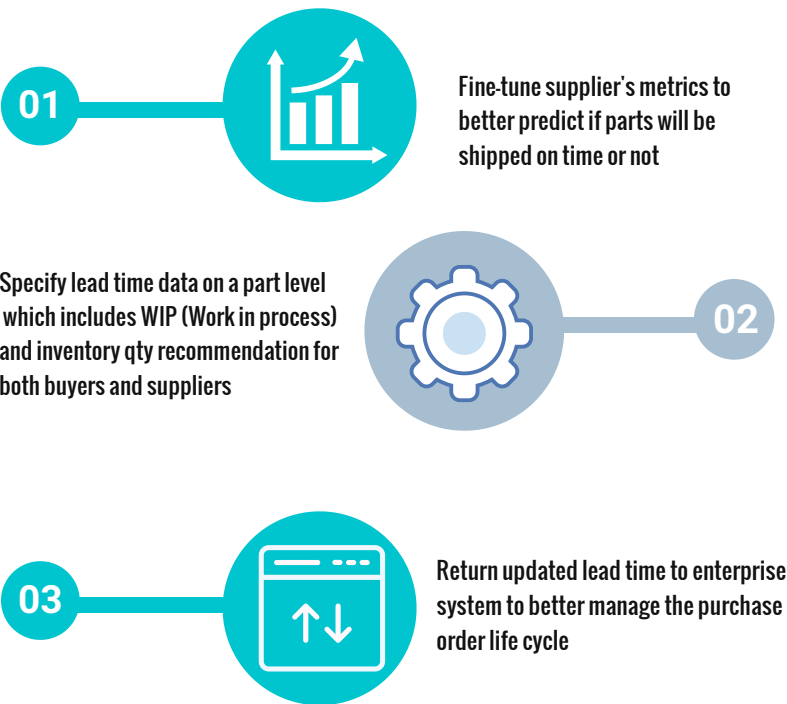 01
Fine-tune supplier's metrics to
better predict if parts will be
shipped on time or not
Specify lead time data on a part level
which includes WIP (Work in process)
and inventory qty recommendation for
both buyers and suppliers
02
03
Return updated lead time to enterprise
system to better manage the purchase
order life cycle